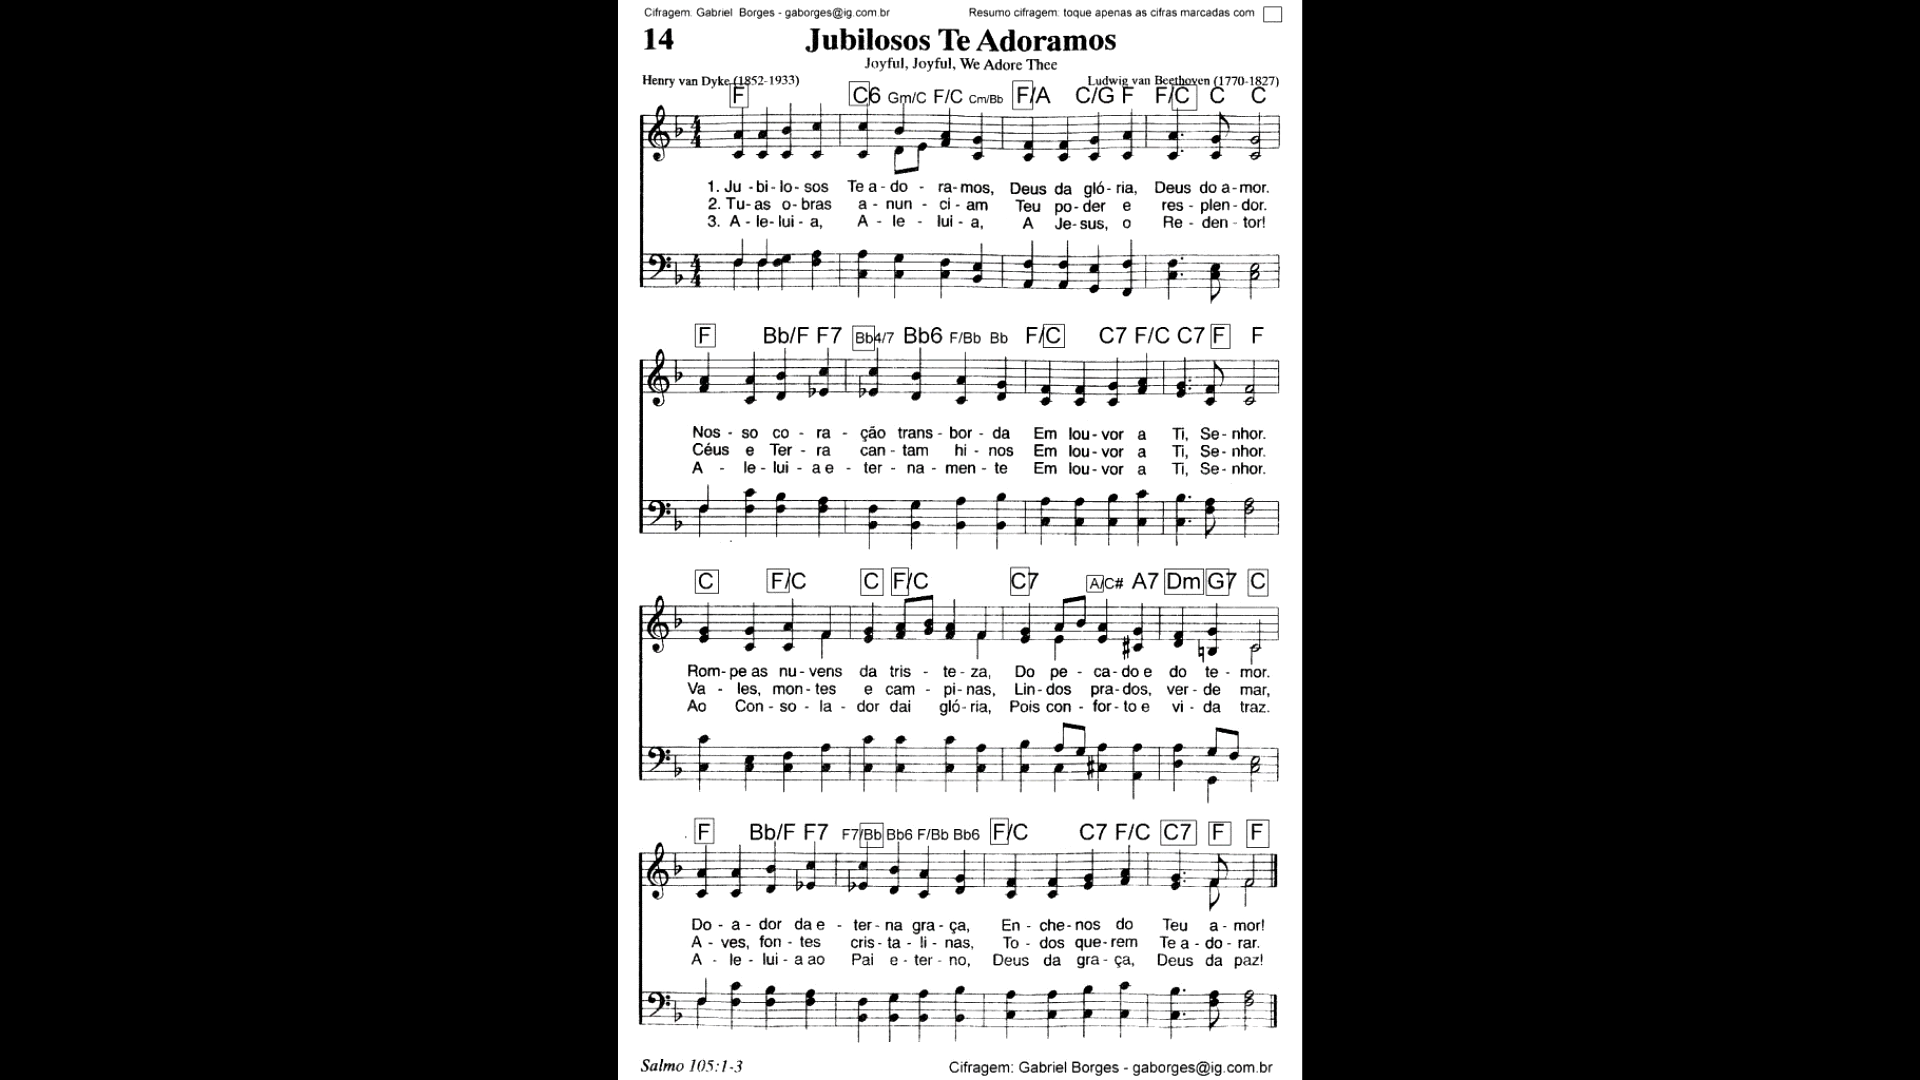 Cifragem: Gabriel Borges - gaborges@ig.com.br Resumo cifragem: toque apenas as cifras marcadas com
14 Jubilosos Te Adoramos
Joyful, Joyful, We Adore Thee
Henry van Dyke (1852-1933) Ludwig van Beethoven (1770-1827)
F C6 Gm/C F/C Cm/Bb F/A C/G F F/C C C
4 4
1. Ju - bi - lo - sos Te a - do - ra - mos, Deus da gló - ria, Deus do a - mor.
2. Tu - as o - bras a - nun - ci - am Teu po - der e res - plen - dor.
3. A - le - lui - a, A - le - lui - a, A Je - sus, o Re - den - tor!
4 4
F Bb/F F7 Bb4/7 Bb6 F/Bb Bb F/C C7 F/C C7 F F
Nos - so co - ra - ção trans - bor - da Em lou - vor a Ti, Se - nhor.
Céus e Ter - ra can - tam hi - nos Em lou - vor a Ti, Se - nhor.
A - le - lui - a e - ter - na - men - te Em lou - vor a Ti, Se - nhor.
C F/C C F/C C7 A/C# A7 Dm G7 C
Rom - pe as nu - vens da tris - te - za, Do pe - ca - do e do te - mor.
Va - les, mon - tes e cam - pi - nas, Lin - dos pra - dos, ver - de mar,
Ao Con - so - la - dor dai gló - ria, Pois con - for - to e vi - da traz.
F Bb/F F7 F7/Bb Bb6 F/Bb Bb6 F/C C7 F/C C7 F F
Do - a - dor da e - ter - na gra - ça, En - che - nos do Teu a - mor!
A - ves, fon - tes cris - ta - li - nas, To - dos que - rem Te a - do - rar.
A - le - lui - a ao Pai e - ter - no, Deus da gra - ça, Deus da paz!
Salmo 105:1-3 Cifragem: Gabriel Borges - gaborges@ig.com.br